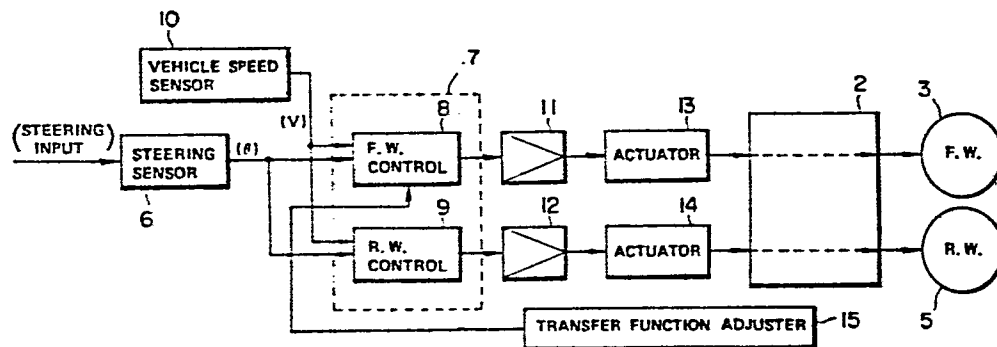 10
VEHICLE SPEED
SENSOR
(STEERING
INPUT)
STEERING
SENSOR
6
(V)
(θ)
.7
8
F. W.
CONTROL
9
R. W.
CONTROL
11
12
13
ACTUATOR
14
ACTUATOR
2
3
F. W.
R. W.
5
TRANSFER FUNCTION ADJUSTER
15